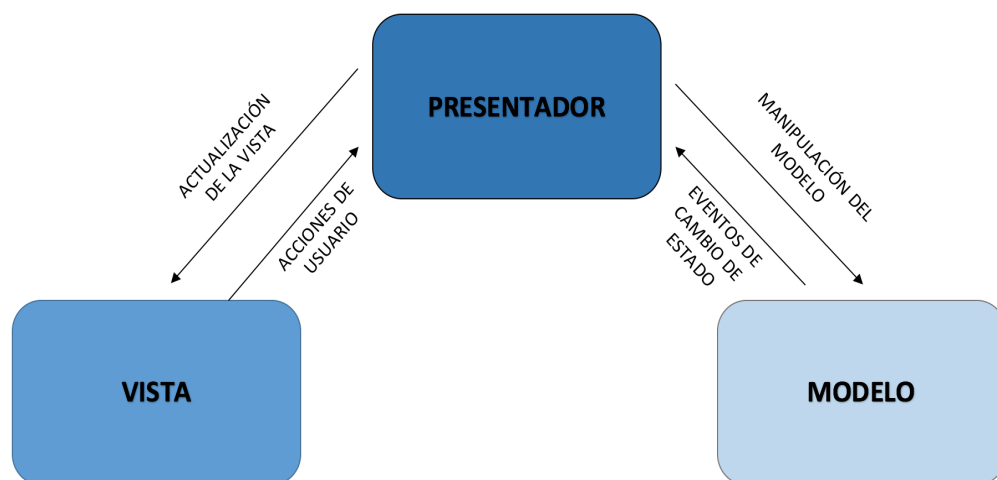 PRESENTADOR
ACTUALIZACIÓN
DE LA VISTA
ACCIONES DE
USUARIO
MANIPULACIÓN DEL
MODELO
EVENTOS DE
CAMBIO DE
ESTADO
VISTA
MODELO